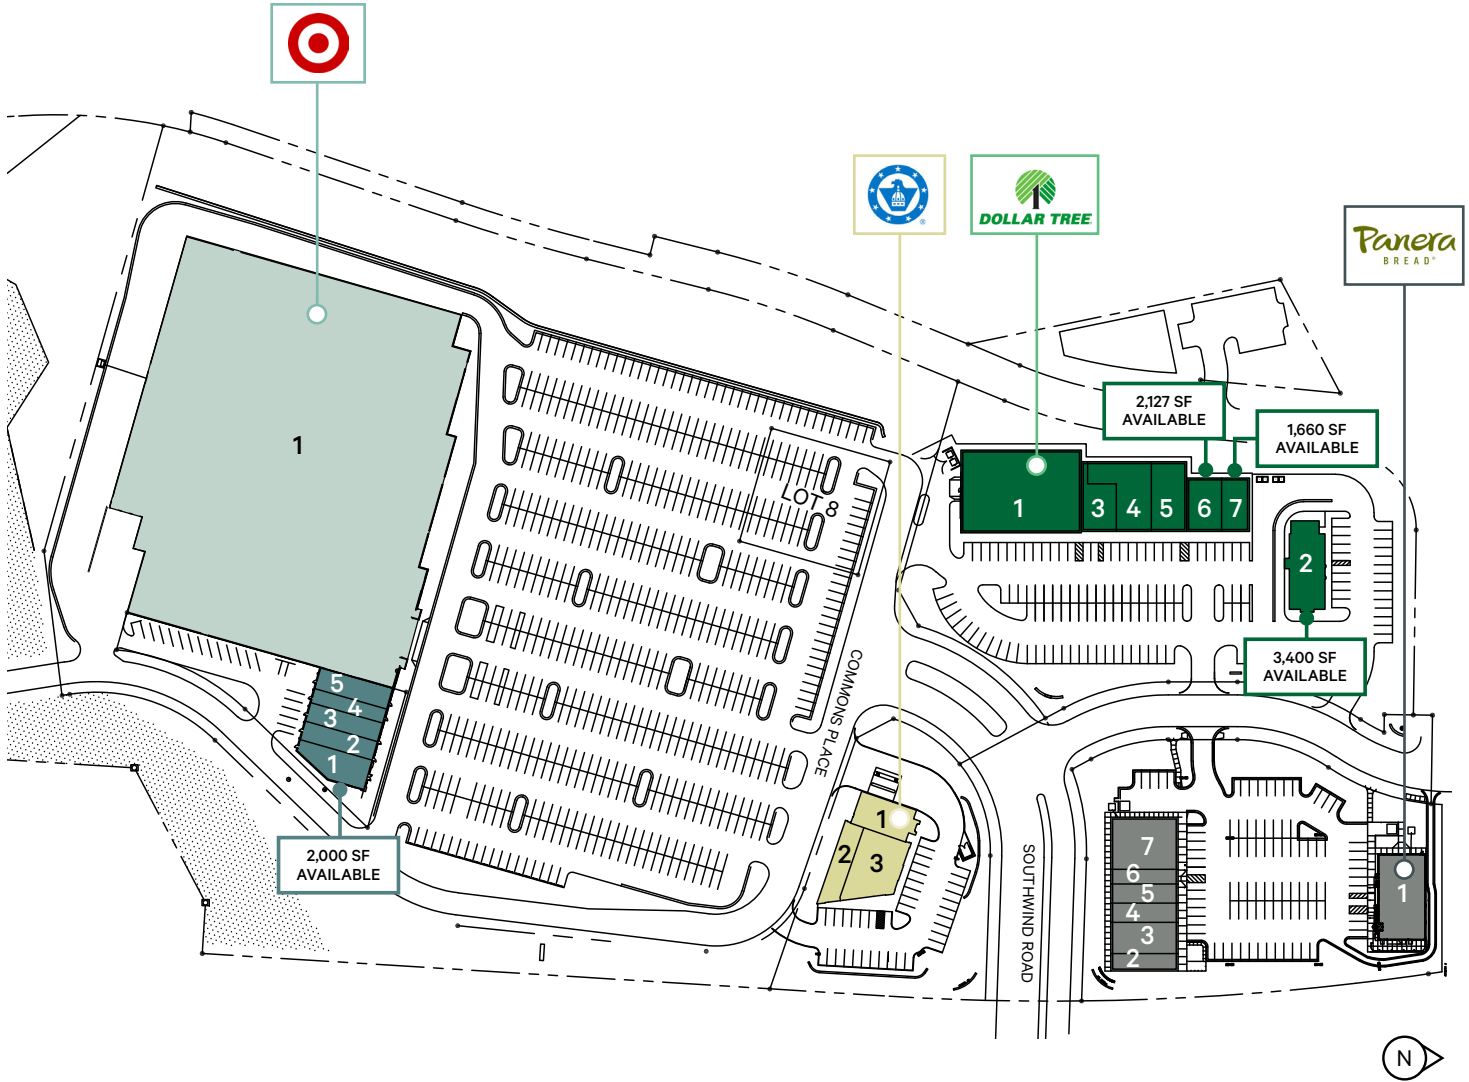 DOLLAR TREE
Panera
BREAD®
2,127 SF
AVAILABLE
1,660 SF
AVAILABLE
1
LOT 8
1
3
4
5
6
7
2
3,400 SF
AVAILABLE
5
4
3
2
1
2,000 SF
AVAILABLE
COMMONS PLACE
1
2
3
SOUTHWIND ROAD
7
6
5
4
3
2
1
N